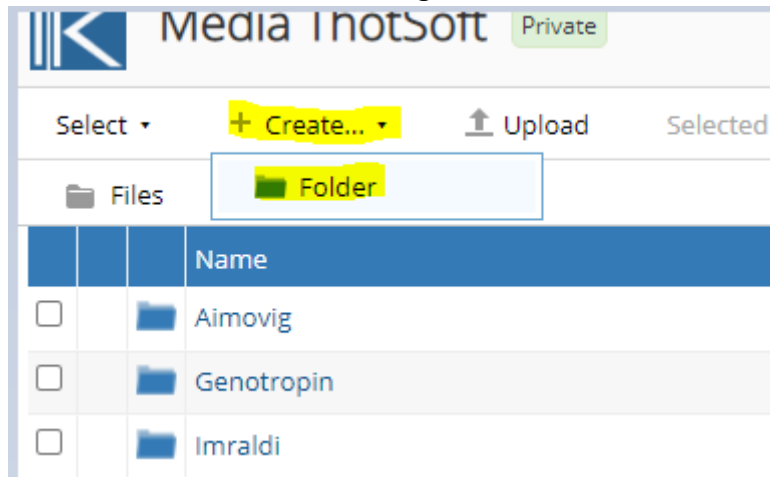 Media ThotSoft Private
Select + Create... Upload Selected
Files Folder
Name
Aimovig
Genotropin
Imraldi